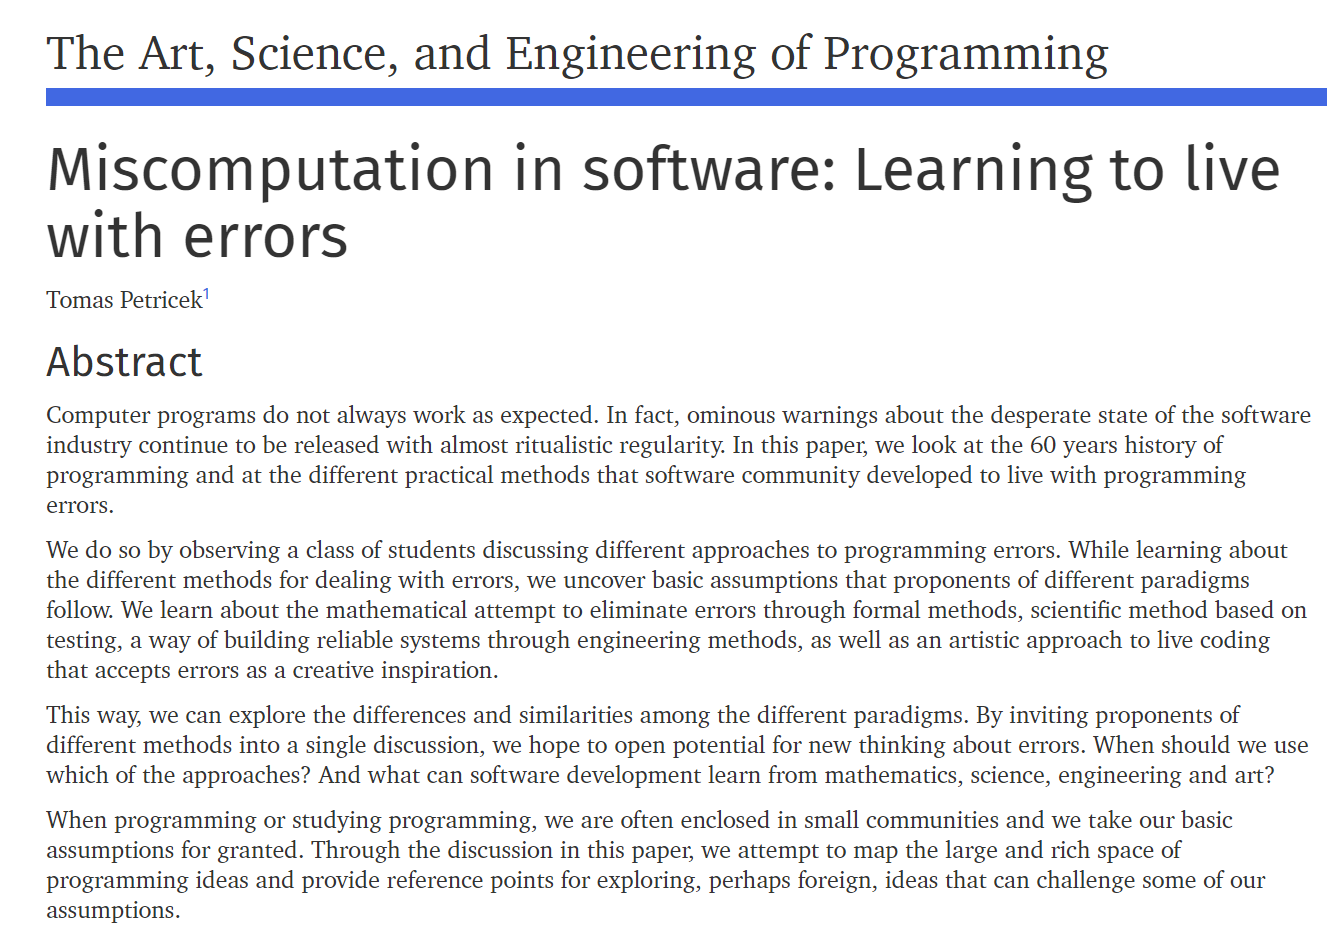 The Art, Science, and Engineering of Programming
Miscomputation in software: Learning to live
with errors
Tomas Petricek1
Abstract
Computer programs do not always work as expected. In fact, ominous warnings about the desperate state of the software
industry continue to be released with almost ritualistic regularity. In this paper, we look at the 60 years history of
programming and at the different practical methods that software community developed to live with programming
errors.
We do so by observing a class of students discussing different approaches to programming errors. While learning about
the different methods for dealing with errors, we uncover basic assumptions that proponents of different paradigms
follow. We learn about the mathematical attempt to eliminate errors through formal methods, scientific method based on
testing, a way of building reliable systems through engineering methods, as well as an artistic approach to live coding
that accepts errors as a creative inspiration.
This way, we can explore the differences and similarities among the different paradigms. By inviting proponents of
different methods into a single discussion, we hope to open potential for new thinking about errors. When should we use
which of the approaches? And what can software development learn from mathematics, science, engineering and art?
When programming or studying programming, we are often enclosed in small communities and we take our basic
assumptions for granted. Through the discussion in this paper, we attempt to map the large and rich space of
programming ideas and provide reference points for exploring, perhaps foreign, ideas that can challenge some of our
assumptions.